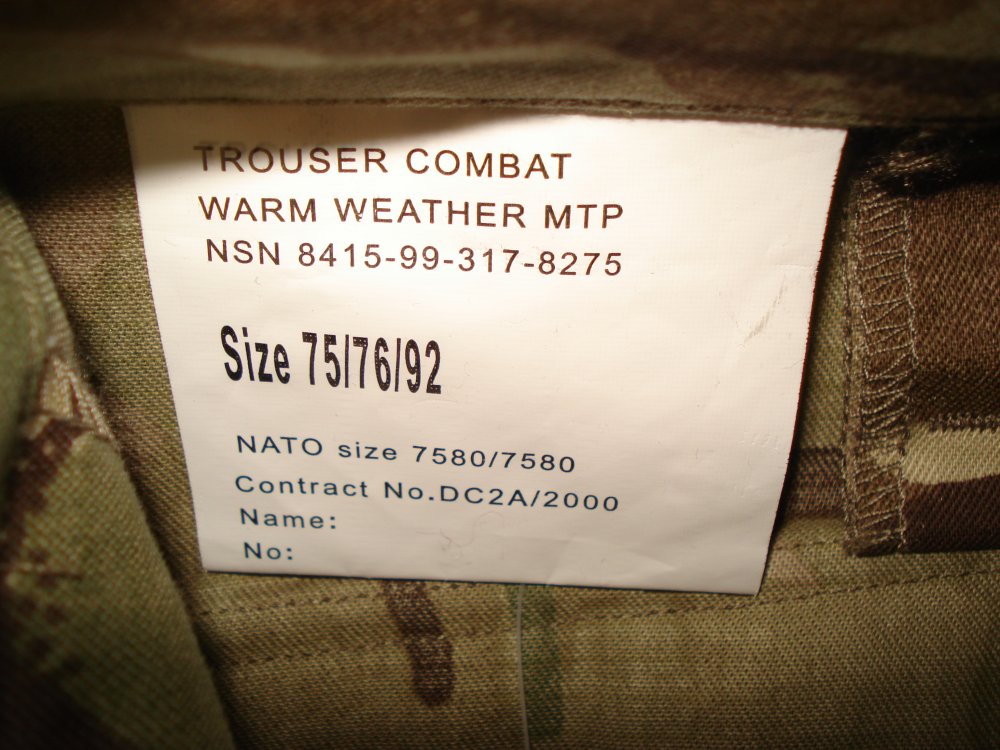 TROUSER COMBAT
WARM WEATHER MTP
NSN 8415-99-317-8275
Size 75/76/92
NATO size 7580/7580
Contract No.DC2A/2000
Name:
No: